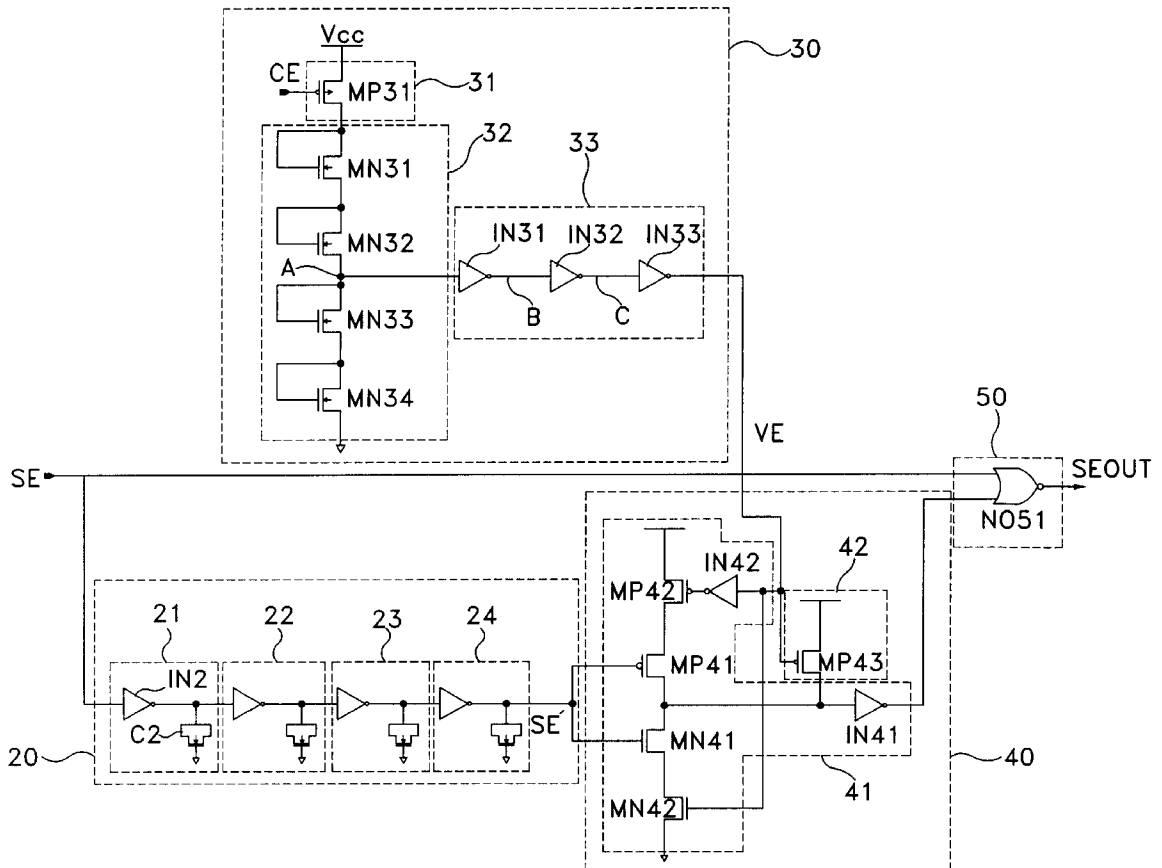 Vcc
30
CE
MP31
31
32
MN31
33
MN32
IN31
IN32
IN33
A
B
C
MN33
MN34
VE
50
SE
SEOUT
NO51
IN42
42
MP42
21
22
23
24
MP43
MP41
IN2
SE'
C2
MN41
IN41
20
40
41
MN42